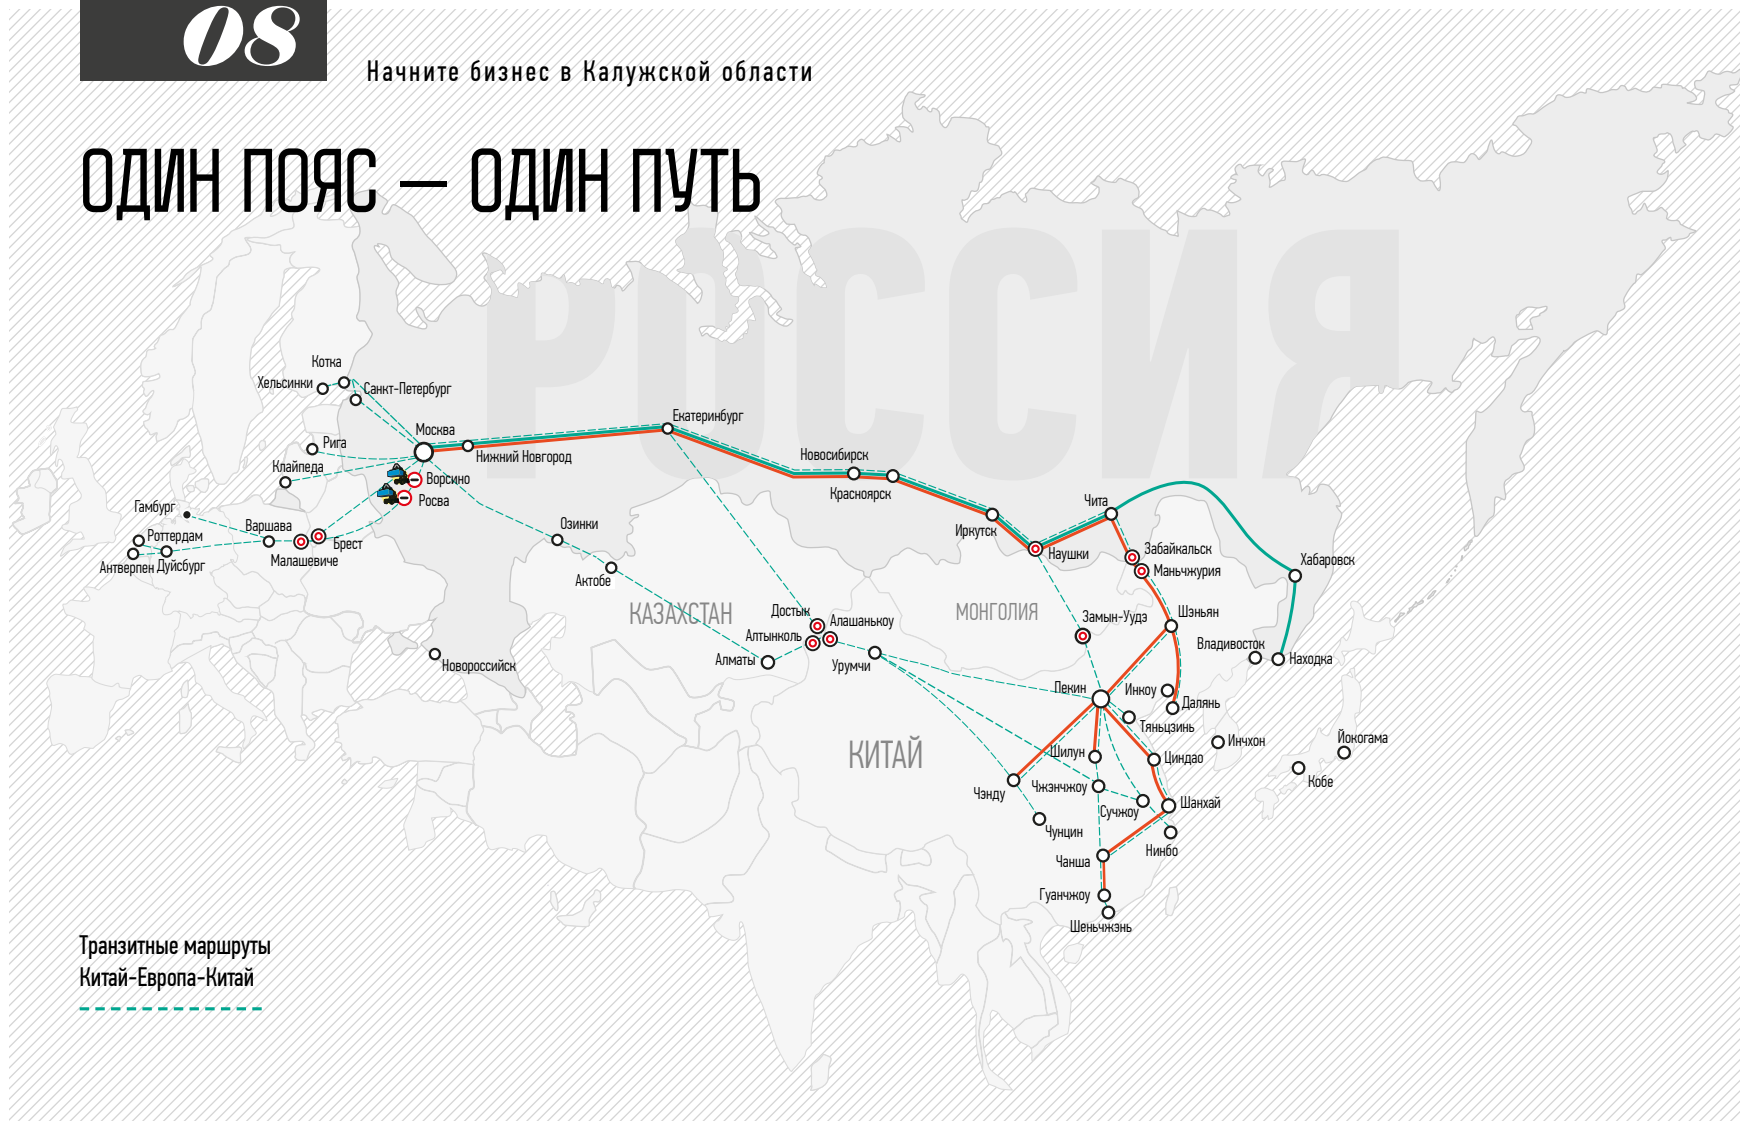 08
Начните бизнес в Калужской области
ОДИН ПОЯС — ОДИН ПУТЬ
РОССИЯ
Котка
Хельсинки
Санкт-Петербург
Москва
Екатеринбург
Рига
Нижний Новгород
Новосибирск
Клайпеда
Ворсино
Красноярск
Росва
Чита
Гамбург
Варшава
Озинки
Иркутск
Роттердам
Брест
Наушки
Забайкальск
Антверпен
Дуйсбург
Малашевиче
Маньчжурия
Хабаровск
Актобе
КАЗАХСТАН
Достык
Алашанькоу
МОНГОЛИЯ
Замын-Уудэ
Шэньян
Алтынколь
Владивосток
Находка
Новороссийск
Алматы
Урумчи
Пекин
Инкоу
Далянь
Тяньцзинь
Инчхон
Йокогама
КИТАЙ
Шилун
Циндао
Кобе
Чэнду
Чжэнчжоу
Шанхай
Сучжоу
Чунцин
Нинбо
Чанша
Гуанчжоу
Шеньчжэнь
Транзитные маршруты
Китай-Европа-Китай